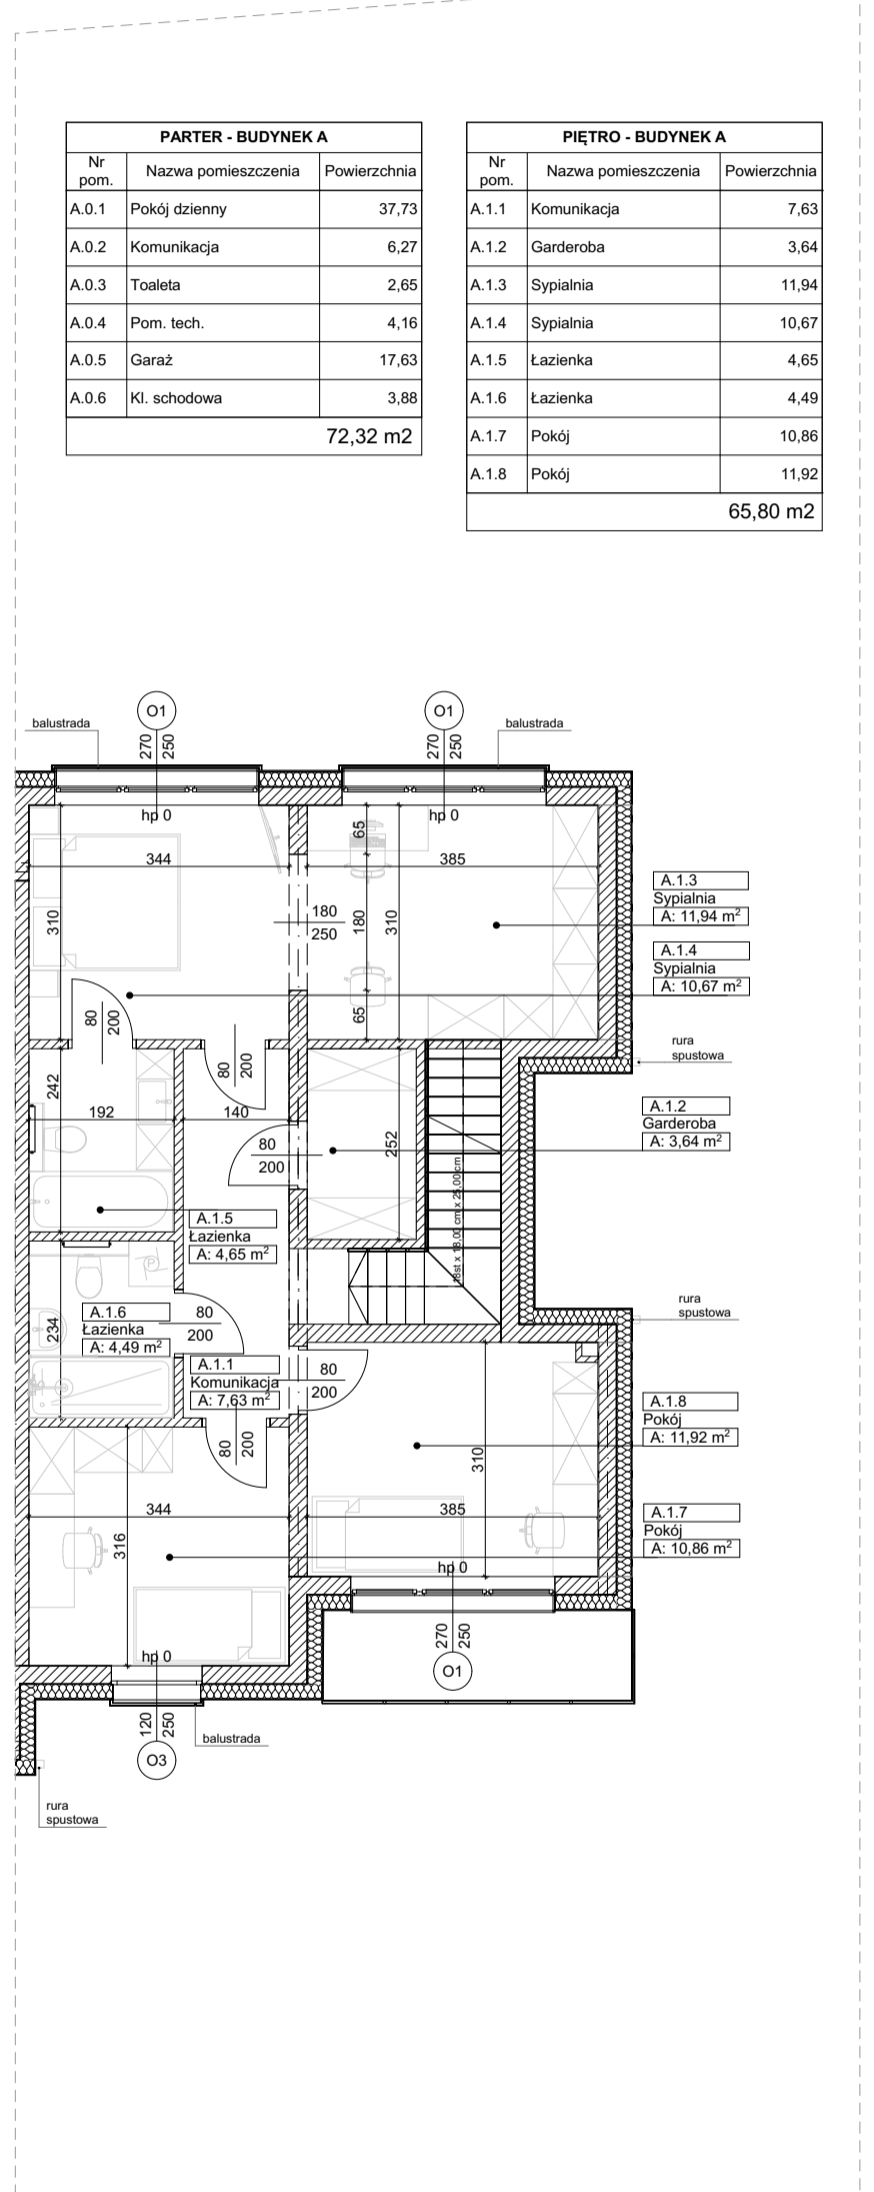 PARTER - BUDYNEK A
Nr pom. Nazwa pomieszczenia Powierzchnia
A.0.1 Pokój dzienny 37,73
A.0.2 Komunikacja 6,27
A.0.3 Toaleta 2,65
A.0.4 Pom. tech. 4,16
A.0.5 Garaż 17,63
A.0.6 Kl. schodowa 3,88
72,32 m2
PIĘTRO - BUDYNEK A
Nr pom. Nazwa pomieszczenia Powierzchnia
A.1.1 Komunikacja 7,63
A.1.2 Garderoba 3,64
A.1.3 Sypialnia 11,94
A.1.4 Sypialnia 10,67
A.1.5 Łazienka 4,65
A.1.6 Łazienka 4,49
A.1.7 Pokój 10,86
A.1.8 Pokój 11,92
65,80 m2
O1
O1
balustrada
balustrada
270
250
270
250
hp 0
hp 0
65
344
385
A.1.3
Sypialnia
A: 11,94 m²
310
180
250
180
310
A.1.4
Sypialnia
A: 10,67 m²
65
80
200
80
200
rura
spustowa
242
192
140
A.1.2
Garderoba
A: 3,64 m²
80
200
252
18st x 18,00 cm x 25,00 cm
A.1.5
Łazienka
A: 4,65 m²
P
rura
spustowa
234
A.1.6
Łazienka
A: 4,49 m²
80
200
A.1.1
Komunikacja
A: 7,63 m²
80
200
A.1.8
Pokój
A: 11,92 m²
80
200
310
344
385
A.1.7
Pokój
A: 10,86 m²
316
hp 0
270
250
O1
hp 0
120
250
balustrada
O3
rura
spustowa